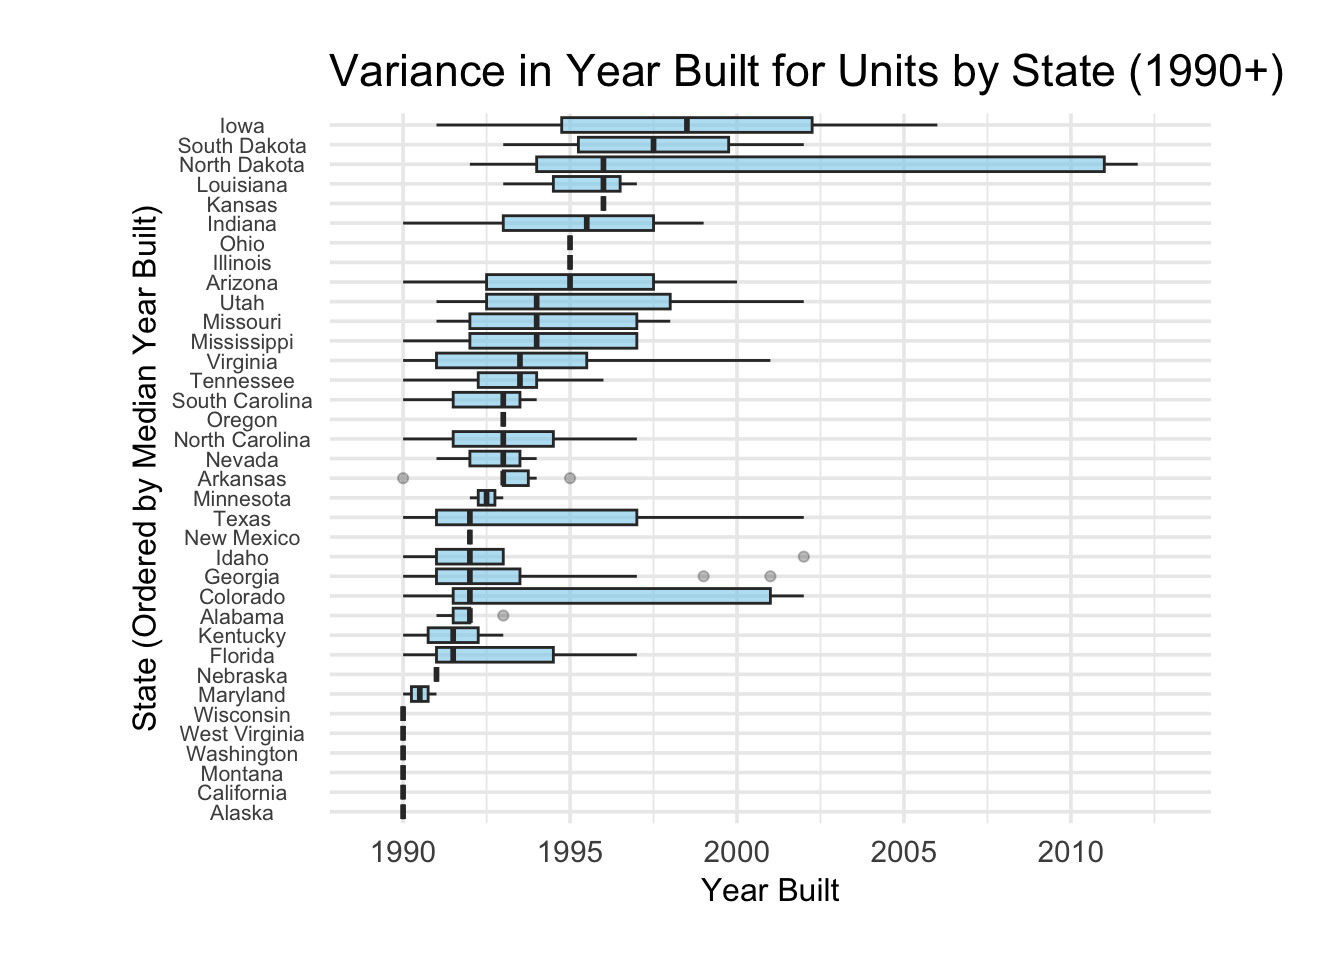 Variance in Year Built for Units by State (1990+)
State (Ordered by Median Year Built)
Iowa
South Dakota
North Dakota
Louisiana
Kansas
Indiana
Ohio
Illinois
Arizona
Utah
Missouri
Mississippi
Virginia
Tennessee
South Carolina
Oregon
North Carolina
Nevada
Arkansas
Minnesota
Texas
New Mexico
Idaho
Georgia
Colorado
Alabama
Kentucky
Florida
Nebraska
Maryland
Wisconsin
West Virginia
Washington
Montana
California
Alaska
1990 1995 2000 2005 2010
Year Built